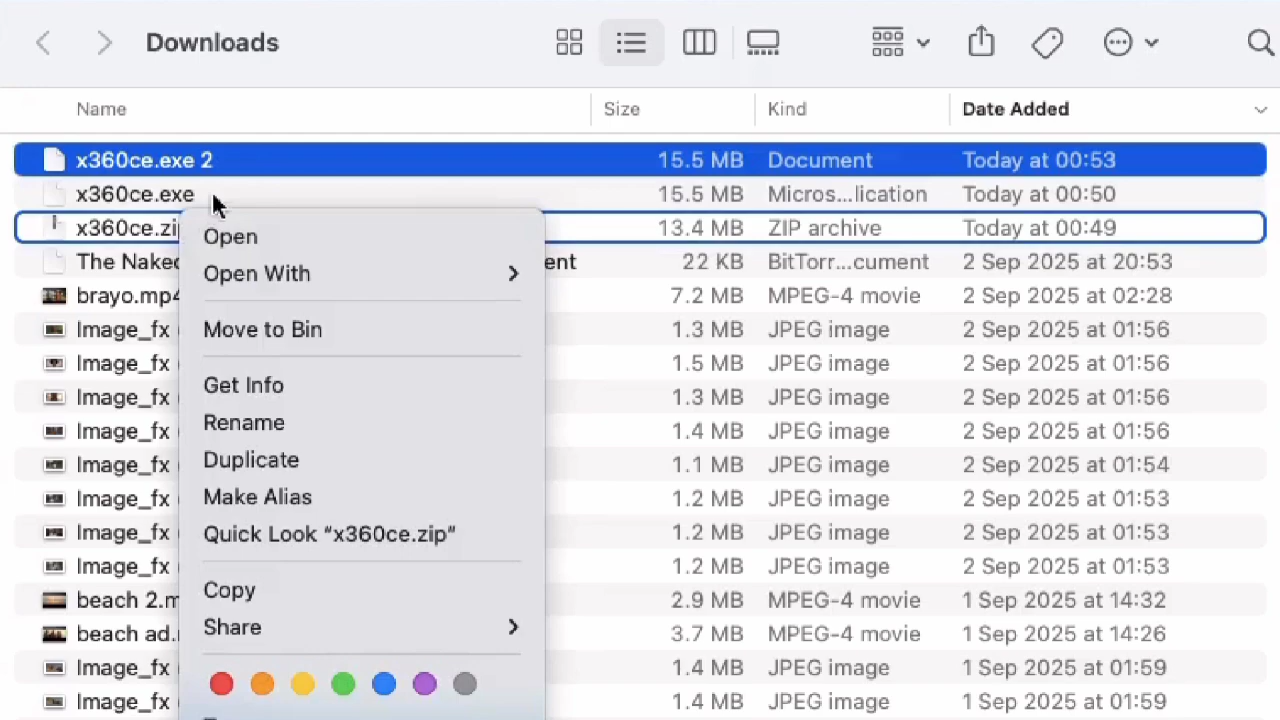 Downloads
Name Size Kind Date Added
x360ce.exe 2 15.5 MB Document Today at 00:53
x360ce.exe 15.5 MB Micros...lication Today at 00:50
x360ce.zi 13.4 MB ZIP archive Today at 00:49
The Naked ent 22 KB BitTorr...cument 2 Sep 2025 at 20:53
brayo.mp4 7.2 MB MPEG-4 movie 2 Sep 2025 at 02:28
Image_fx 1.3 MB JPEG image 2 Sep 2025 at 01:56
Image_fx 1.5 MB JPEG image 2 Sep 2025 at 01:56
Image_fx 1.3 MB JPEG image 2 Sep 2025 at 01:56
Image_fx 1.4 MB JPEG image 2 Sep 2025 at 01:56
Image_fx 1.1 MB JPEG image 2 Sep 2025 at 01:54
Image_fx 1.2 MB JPEG image 2 Sep 2025 at 01:53
Image_fx 1.2 MB JPEG image 2 Sep 2025 at 01:53
Image_fx 1.2 MB JPEG image 2 Sep 2025 at 01:53
beach 2.m 2.9 MB MPEG-4 movie 1 Sep 2025 at 14:32
beach ad. 3.7 MB MPEG-4 movie 1 Sep 2025 at 14:26
Image_fx 1.4 MB JPEG image 1 Sep 2025 at 01:59
Image_fx 1.4 MB JPEG image 1 Sep 2025 at 01:59
Open
Open With
Move to Bin
Get Info
Rename
Duplicate
Make Alias
Quick Look “x360ce.zip”
Copy
Share